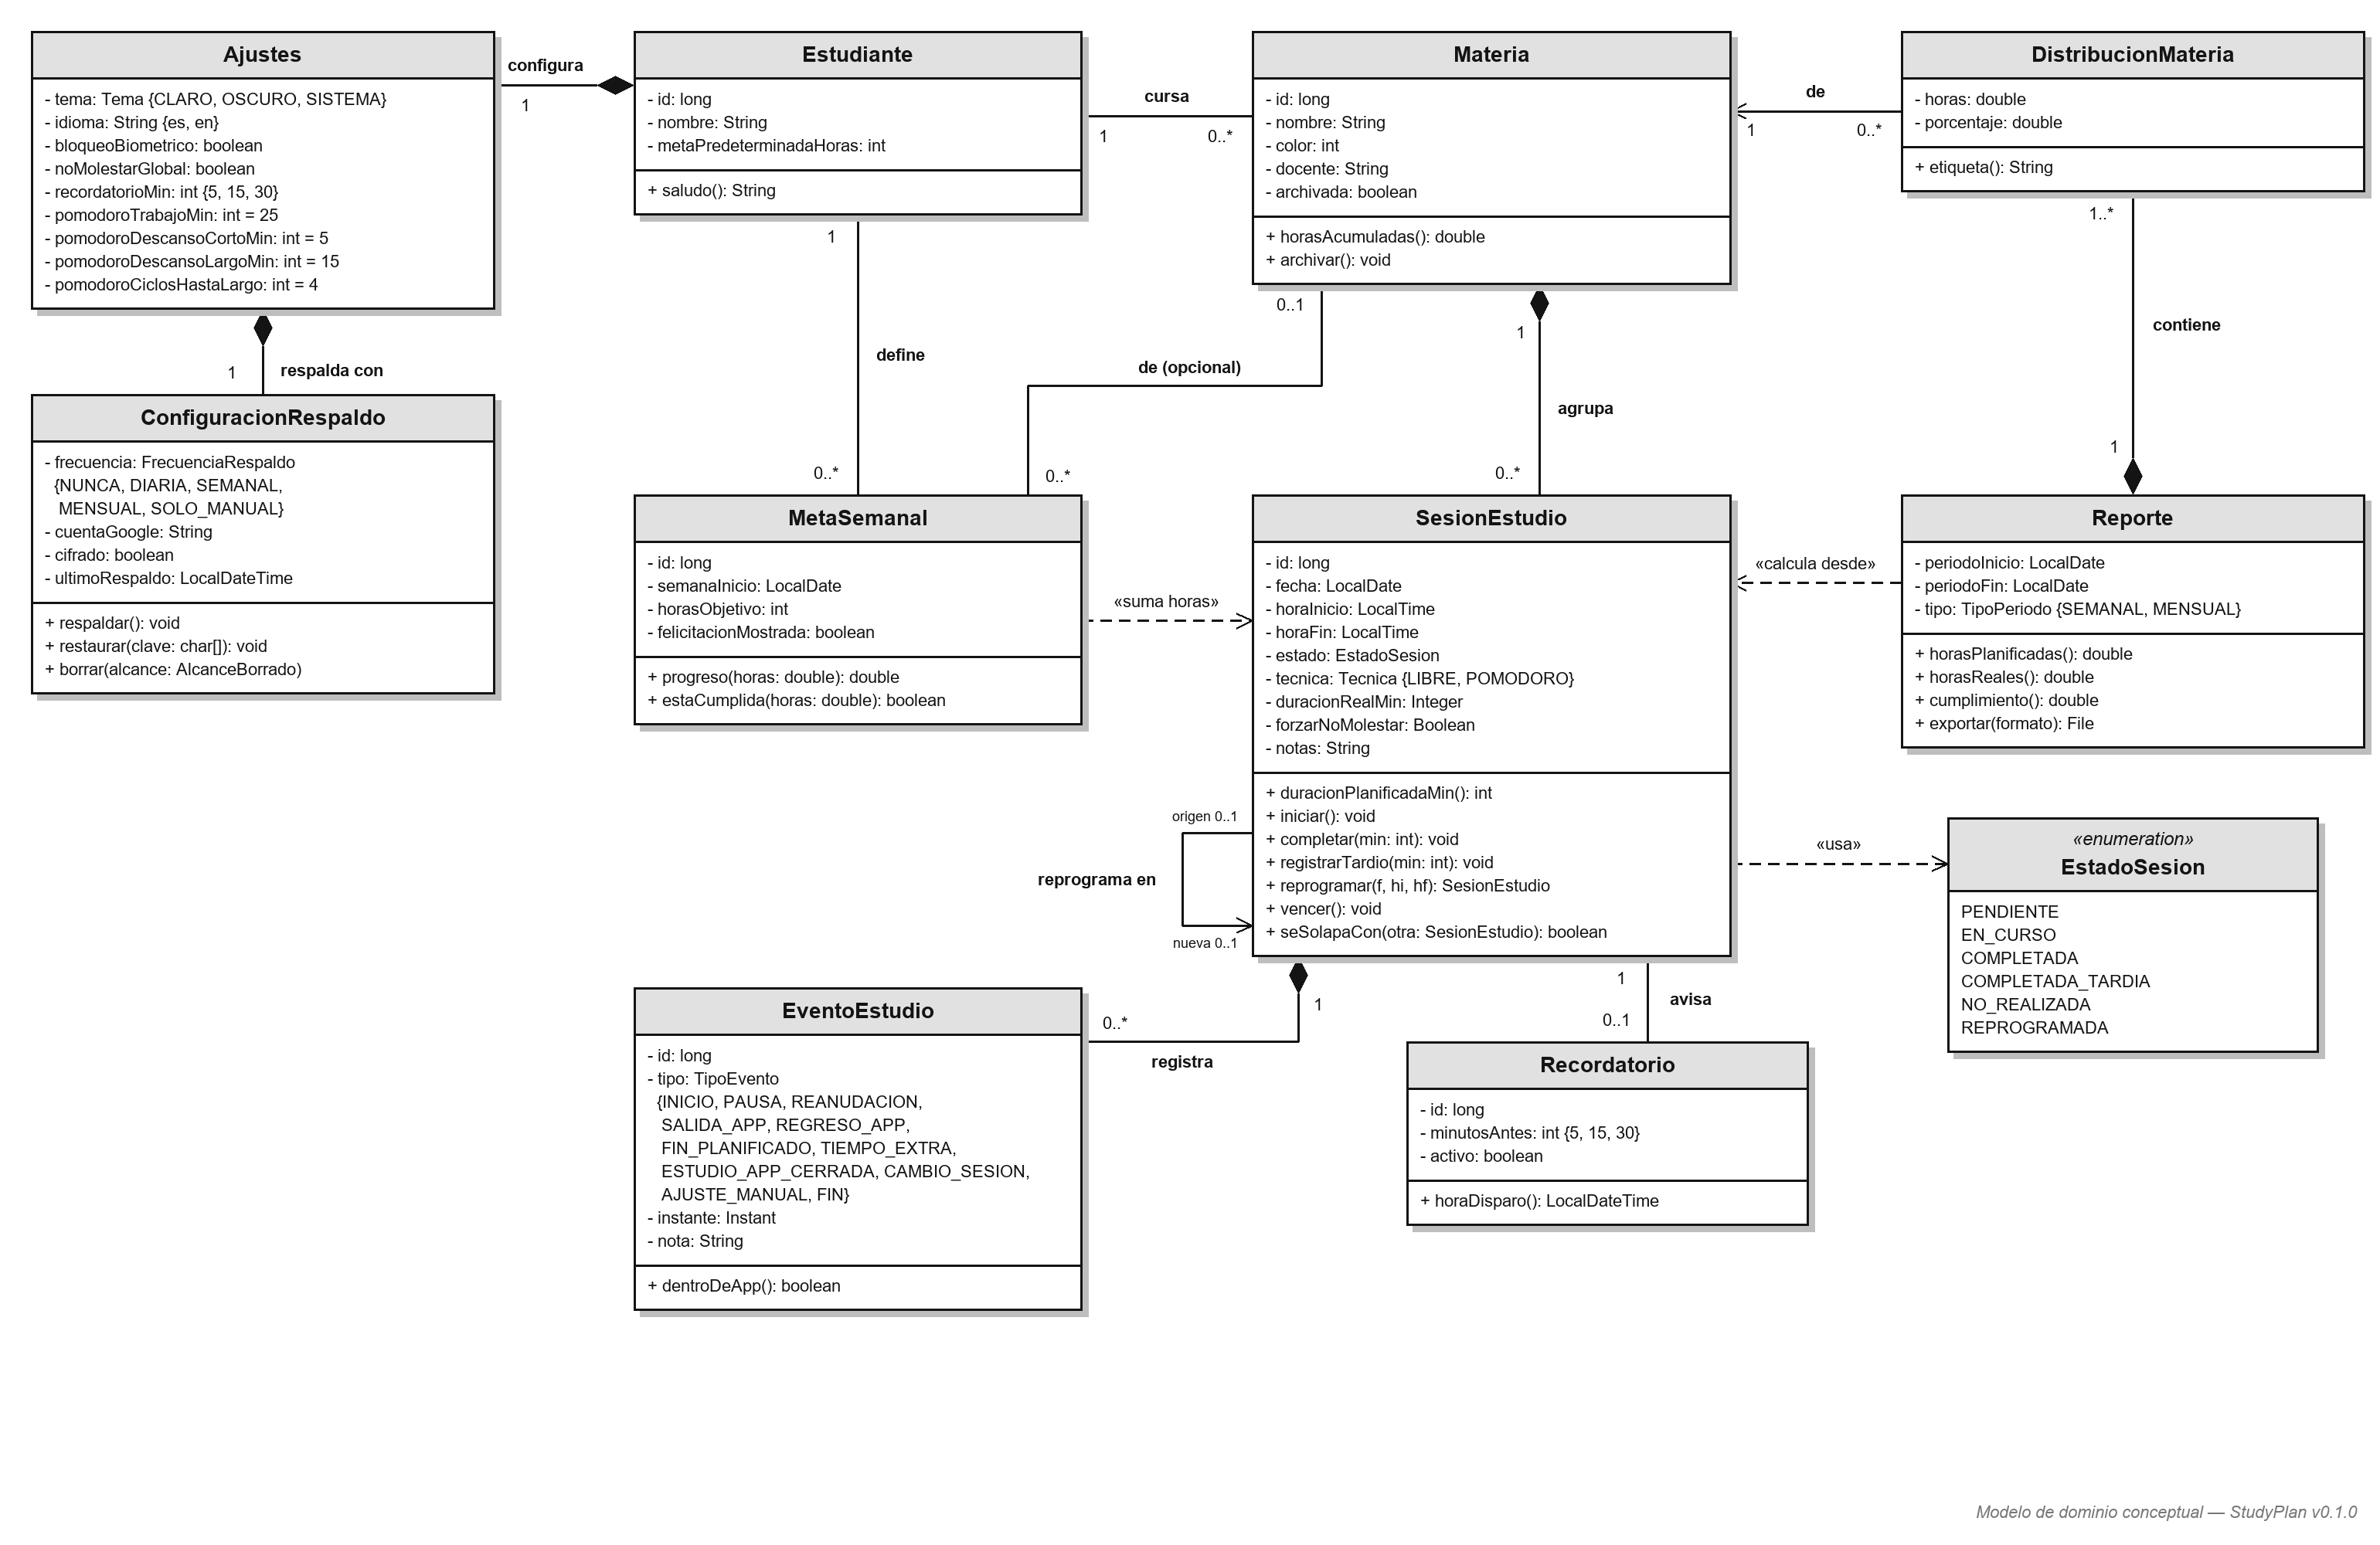 Ajustes
- tema: Tema {CLARO, OSCURO, SISTEMA}
- idioma: String {es, en}
- bloqueoBiometrico: boolean
- noMolestarGlobal: boolean
- recordatorioMin: int {5, 15, 30}
- pomodoroTrabajoMin: int = 25
- pomodoroDescansoCortoMin: int = 5
- pomodoroDescansoLargoMin: int = 15
- pomodoroCiclosHastaLargo: int = 4
configura
1
Estudiante
- id: long
- nombre: String
- metaPredeterminadaHoras: int
+ saludo(): String
cursa
1
0..*
Materia
- id: long
- nombre: String
- color: int
- docente: String
- archivada: boolean
+ horasAcumuladas(): double
+ archivar(): void
de
1
0..*
DistribucionMateria
- horas: double
- porcentaje: double
+ etiqueta(): String
1
respalda con
ConfiguracionRespaldo
- frecuencia: FrecuenciaRespaldo
{NUNCA, DIARIA, SEMANAL,
MENSUAL, SOLO_MANUAL}
- cuentaGoogle: String
- cifrado: boolean
- ultimoRespaldo: LocalDateTime
+ respaldar(): void
+ restaurar(clave: char[]): void
+ borrar(alcance: AlcanceBorrado)
1
define
0..*
0..1
de (opcional)
0..*
1
agrupa
0..*
1..*
contiene
1
MetaSemanal
- id: long
- semanaInicio: LocalDate
- horasObjetivo: int
- felicitacionMostrada: boolean
+ progreso(horas: double): double
+ estaCumplida(horas: double): boolean
«suma horas»
SesionEstudio
- id: long
- fecha: LocalDate
- horaInicio: LocalTime
- horaFin: LocalTime
- estado: EstadoSesion
- tecnica: Tecnica {LIBRE, POMODORO}
- duracionRealMin: Integer
- forzarNoMolestar: Boolean
- notas: String
+ duracionPlanificadaMin(): int
+ iniciar(): void
+ completar(min: int): void
+ registrarTardio(min: int): void
+ reprogramar(f, hi, hf): SesionEstudio
+ vencer(): void
+ seSolapaCon(otra: SesionEstudio): boolean
«calcula desde»
Reporte
- periodoInicio: LocalDate
- periodoFin: LocalDate
- tipo: TipoPeriodo {SEMANAL, MENSUAL}
+ horasPlanificadas(): double
+ horasReales(): double
+ cumplimiento(): double
+ exportar(formato): File
origen 0..1
reprograma en
nueva 0..1
«usa»
«enumeration»
EstadoSesion
PENDIENTE
EN_CURSO
COMPLETADA
COMPLETADA_TARDIA
NO_REALIZADA
REPROGRAMADA
EventoEstudio
- id: long
- tipo: TipoEvento
{INICIO, PAUSA, REANUDACION,
SALIDA_APP, REGRESO_APP,
FIN_PLANIFICADO, TIEMPO_EXTRA,
ESTUDIO_APP_CERRADA, CAMBIO_SESION,
AJUSTE_MANUAL, FIN}
- instante: Instant
- nota: String
+ dentroDeApp(): boolean
0..*
1
registra
1
avisa
0..1
Recordatorio
- id: long
- minutosAntes: int {5, 15, 30}
- activo: boolean
+ horaDisparo(): LocalDateTime
Modelo de dominio conceptual — StudyPlan v0.1.0